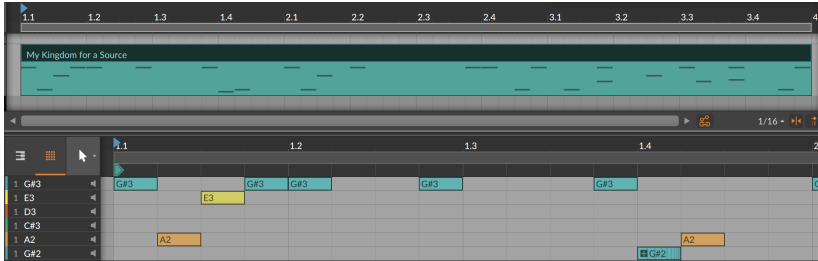 1.1 1.2 1.3 1.4 2.1 2.2 2.3 2.4 3.1 3.2 3.3 3.4 4
My Kingdom for a Source
1/16
1.1 1.2 1.3 1.4 2
1 G#3 G#3 G#3 G#3 G#3 G#3
1 E3 E3
1 D3
1 C#3
1 A2 A2 A2
1 G#2 G#2